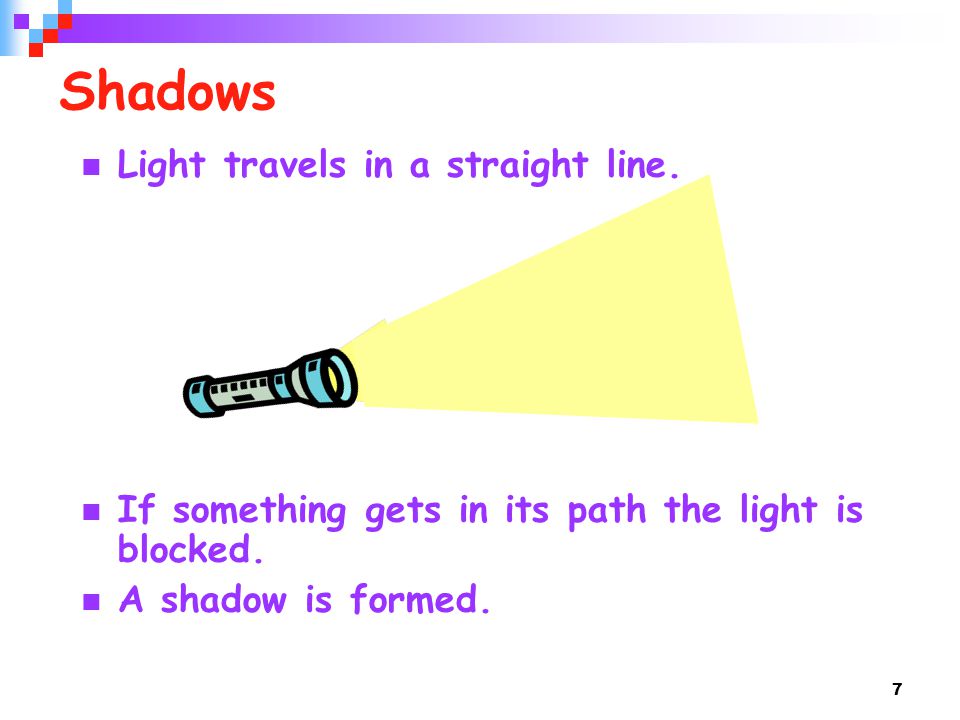 Shadows
Light travels in a straight line.
If something gets in its path the light is
blocked.
A shadow is formed.
7